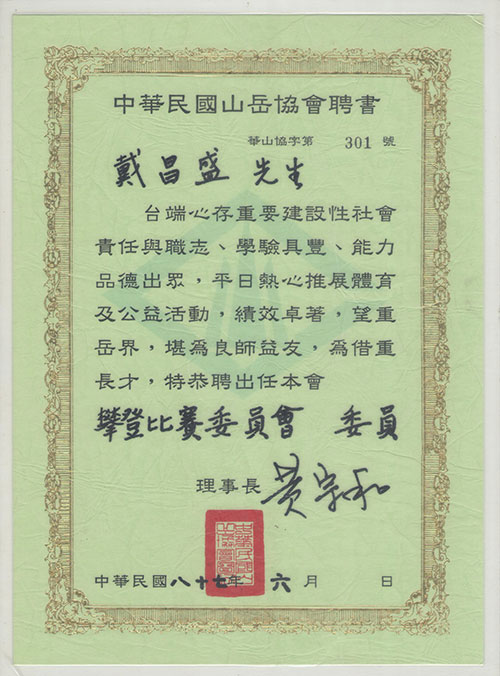 中華民國山岳協會聘書
華山協字第 301 號
戴昌盛 先生
台端心存重要建設性社會
責任與職志、學驗具豐、能力
品德出眾，平日熱心推展體育
及公益活動，績效卓著，望重
岳界，堪為良師益友，為借重
長才，特恭聘出任本會
攀登比賽委員會 委員
理事長 黃宗和
中華民國八十七年 六 月 日